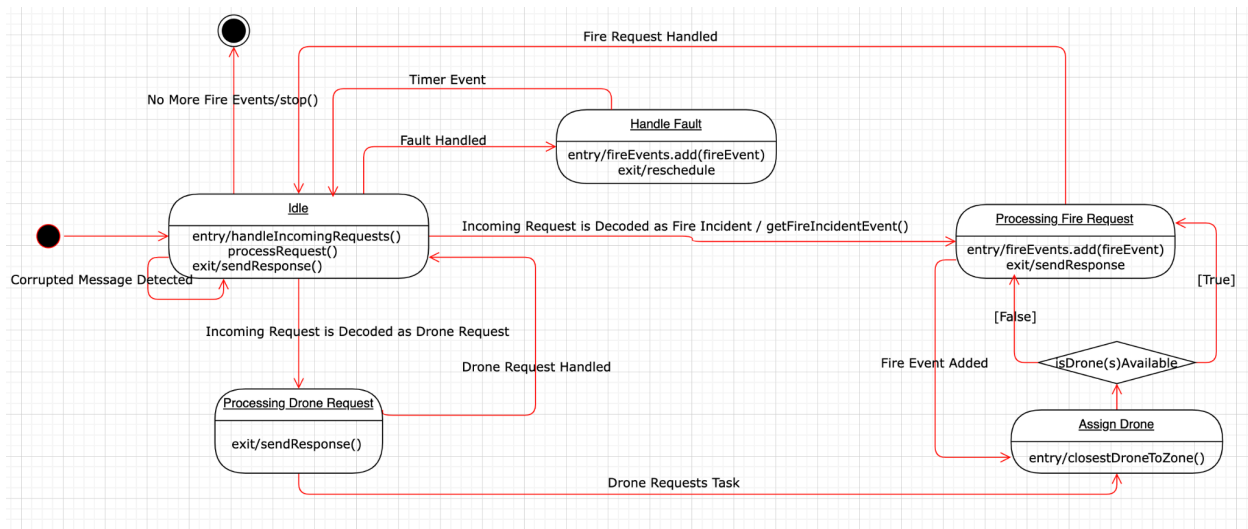 Fire Request Handled
Timer Event
No More Fire Events/stop()
Handle Fault
Fault Handled
entry/fireEvents.add(fireEvent)
exit/reschedule
Idle
entry/handleIncomingRequests()
processRequest()
exit/sendResponse()
Incoming Request is Decoded as Fire Incident / getFireIncidentEvent()
Processing Fire Request
entry/fireEvents.add(fireEvent)
exit/sendResponse
Corrupted Message Detected
[True]
[False]
Incoming Request is Decoded as Drone Request
Drone Request Handled
Fire Event Added
isDrone(s)Available
Processing Drone Request
exit/sendResponse()
Assign Drone
entry/closestDroneToZone()
Drone Requests Task